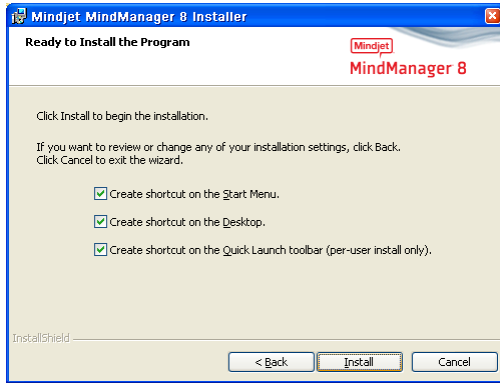 Mindjet MindManager 8 Installer
Ready to Install the Program
Mindjet
MindManager 8
Click Install to begin the installation.
If you want to review or change any of your installation settings, click Back.
Click Cancel to exit the wizard.
Create shortcut on the Start Menu.
Create shortcut on the Desktop.
Create shortcut on the Quick Launch toolbar (per-user install only).
InstallShield
< Back
Install
Cancel